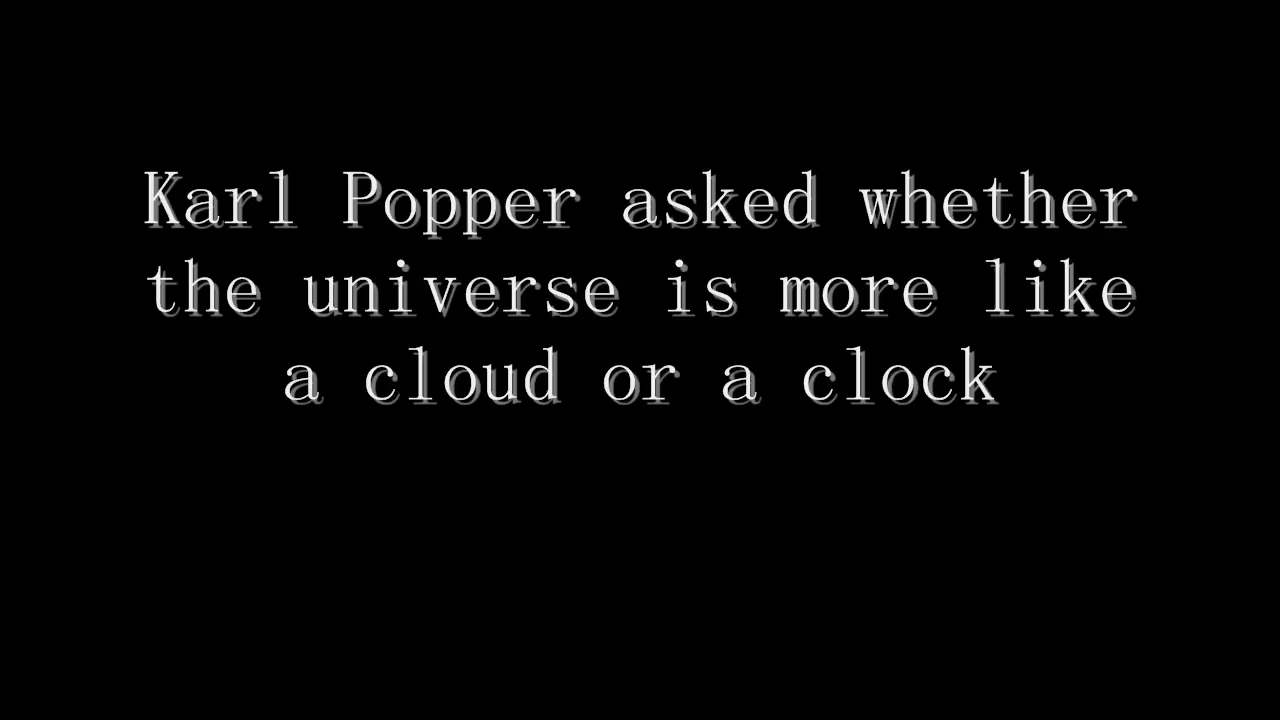 Karl Popper asked whether
the universe is more like
a cloud or a clock